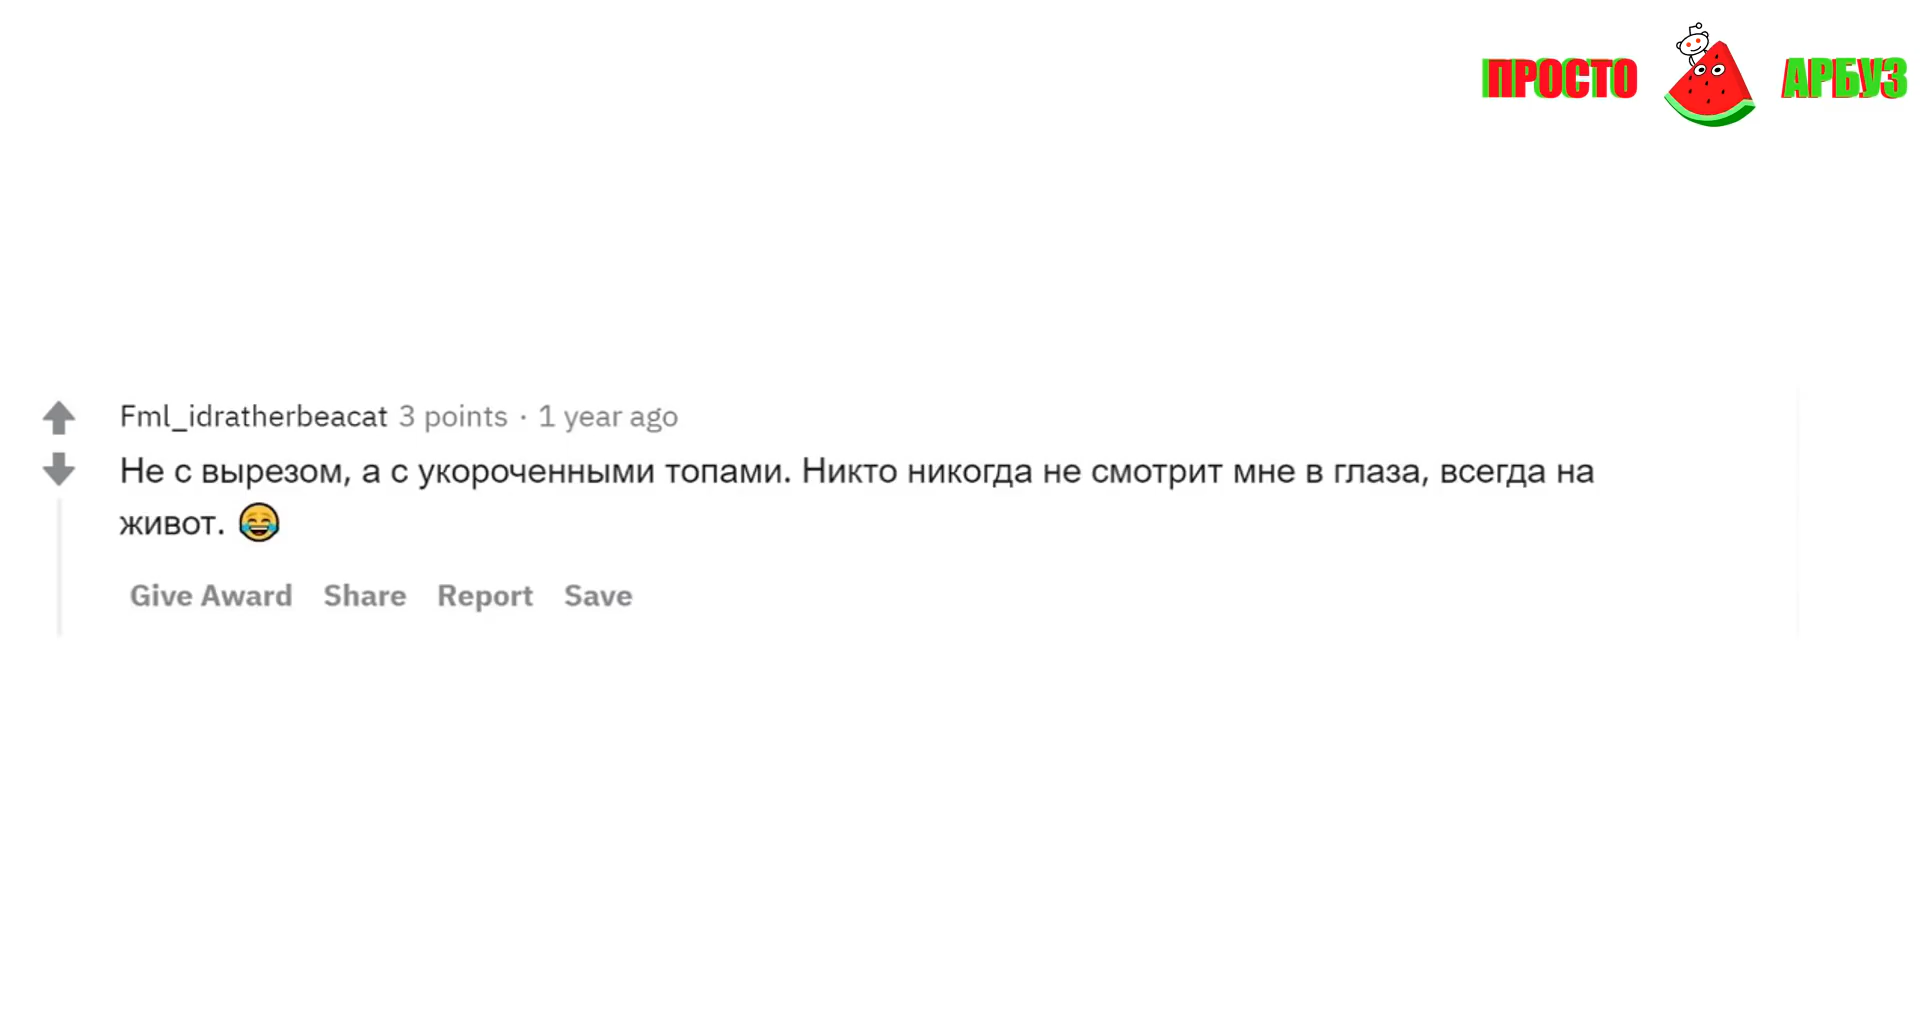 ПРОСТО АРБУЗ
Fml_idratherbeacat 3 points · 1 year ago
Не с вырезом, а с укороченными топами. Никто никогда не смотрит мне в глаза, всегда на
живот. 😂
Give Award Share Report Save